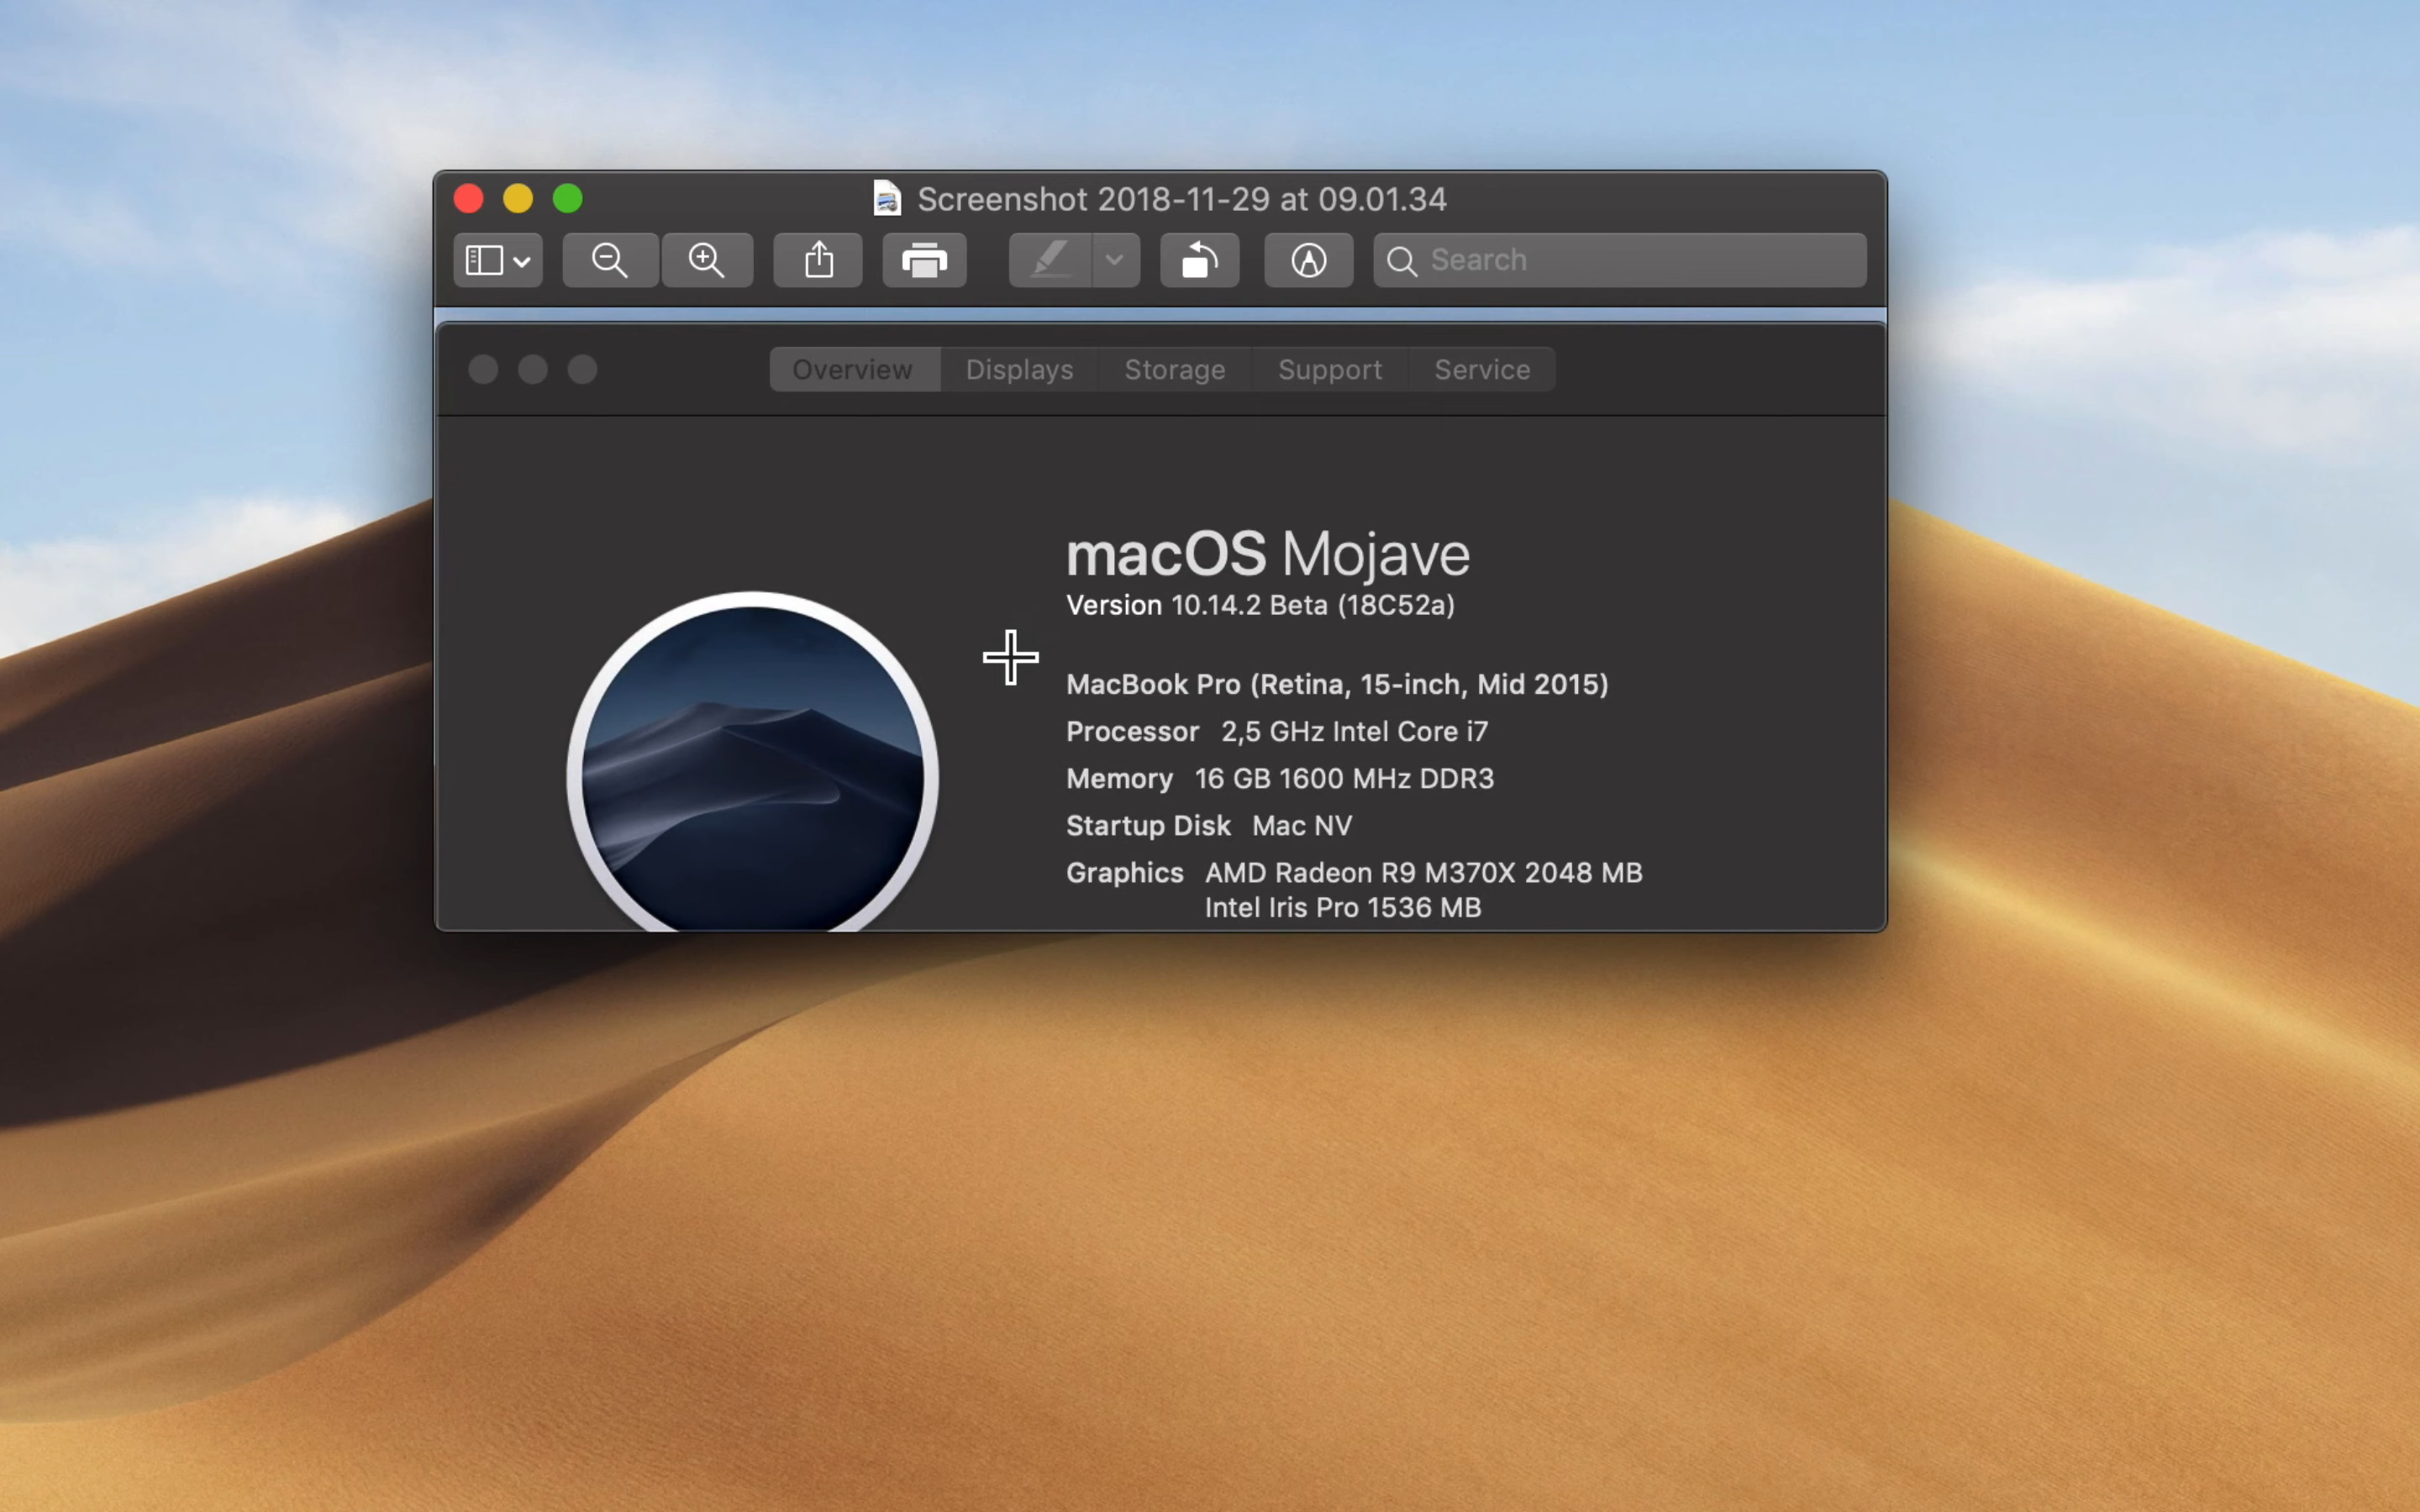 Screenshot 2018-11-29 at 09.01.34
Search
Overview Displays Storage Support Service
macOS Mojave
Version 10.14.2 Beta (18C52a)
MacBook Pro (Retina, 15-inch, Mid 2015)
Processor 2,5 GHz Intel Core i7
Memory 16 GB 1600 MHz DDR3
Startup Disk Mac NV
Graphics AMD Radeon R9 M370X 2048 MB
Intel Iris Pro 1536 MB